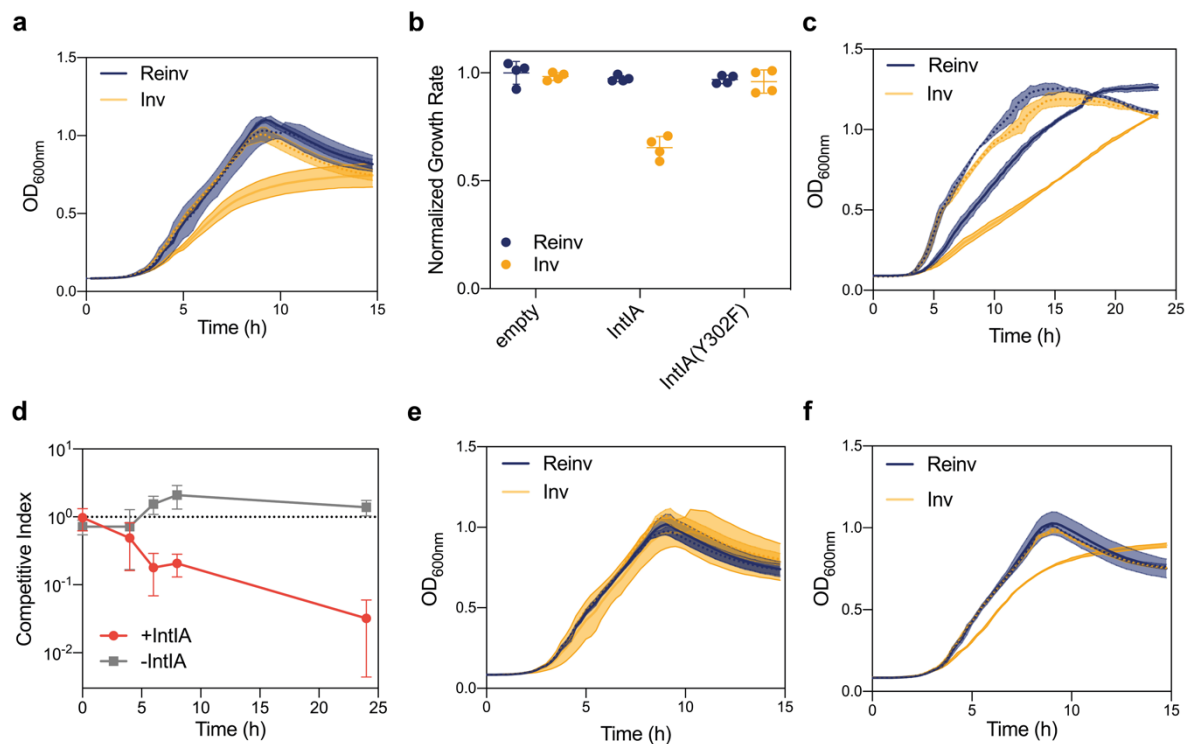 a
1.5
1.0
0.5
0.0
OD600nm
Reinv
Inv
0
5
10
15
Time (h)
b
1.0
0.5
0.0
Normalized Growth Rate
Reinv
Inv
empty
IntIA
IntIA(Y302F)
c
1.5
1.0
0.5
0.0
OD600nm
0
5
10
15
20
25
Time (h)
d
10^1
10^0
10^-1
10^-2
Competitive Index
+IntIA
-IntIA
0
5
10
15
20
25
Time (h)
e
1.5
1.0
0.5
0.0
OD600nm
Reinv
Inv
0
5
10
15
Time (h)
f
1.5
1.0
0.5
0.0
OD600nm
Reinv
Inv
0
5
10
15
Time (h)